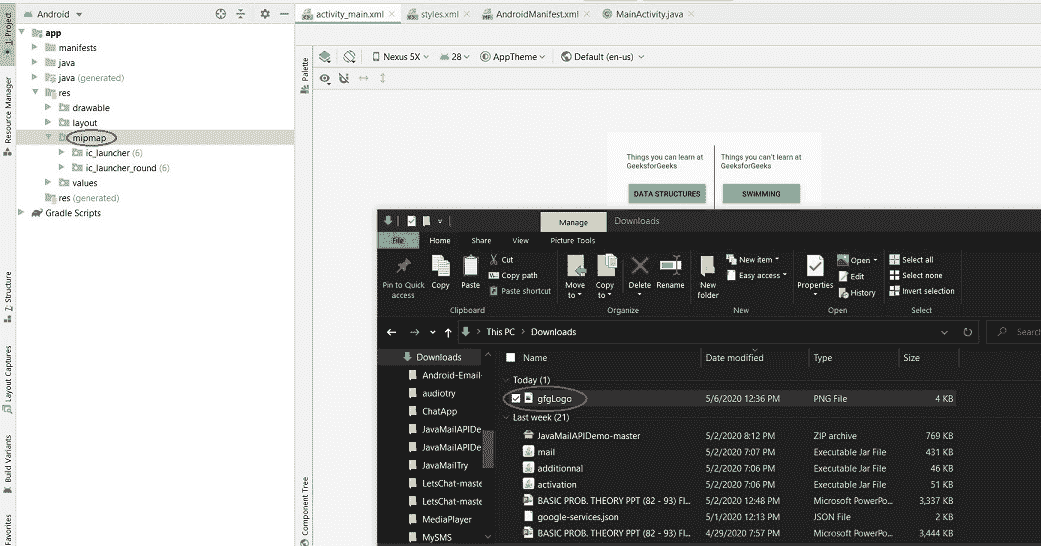 Android
activity_main.xml
styles.xml
AndroidManifest.xml
MainActivity.java
1: Project
Resource Manager
Z: Structure
Layout Captures
Build Variants
Favorites
app
manifests
java
java (generated)
res
drawable
layout
mipmap
ic_launcher (6)
ic_launcher_round (6)
values
res (generated)
Gradle Scripts
Palette
Component Tree
Nexus 5X
28
AppTheme
Default (en-us)
Things you can learn at
GeeksforGeeks
DATA STRUCTURES
Things you can't learn at
GeeksforGeeks
SWIMMING
Manage
Downloads
File
Home
Share
View
Picture Tools
Pin to Quick
access
Copy
Paste
Cut
Copy path
Paste shortcut
Clipboard
Move
to
Copy
to
Delete
Rename
Organize
New
folder
New item
Easy access
New
Properties
Open
Edit
History
Open
Select all
Select none
Invert selection
Select
This PC
Downloads
Search
Downloads
Android-Email-
audiotry
ChatApp
JavaMailAPIDe
JavaMailAPIDe
JavaMailTry
LetsChat-maste
LetsChat-maste
MediaPlayer
MySMS
Name
Date modified
Type
Size
Today (1)
gfgLogo 5/6/2020 12:36 PM PNG File 4 KB
Last week (21)
JavaMailAPIDemo-master 5/2/2020 8:12 PM ZIP archive 769 KB
mail 5/2/2020 7:07 PM Executable Jar File 431 KB
additionnal 5/2/2020 7:06 PM Executable Jar File 46 KB
activation 5/2/2020 7:06 PM Executable Jar File 51 KB
BASIC PROB. THEORY PPT (82 - 93) FI... 5/2/2020 12:48 PM Microsoft PowerPo... 3,337 KB
google-services.json 5/1/2020 12:13 PM JSON File 2 KB
BASIC PROB. THEORY PPT (82 - 93) FI... 4/29/2020 7:57 PM Microsoft PowerPo... 3,444 KB